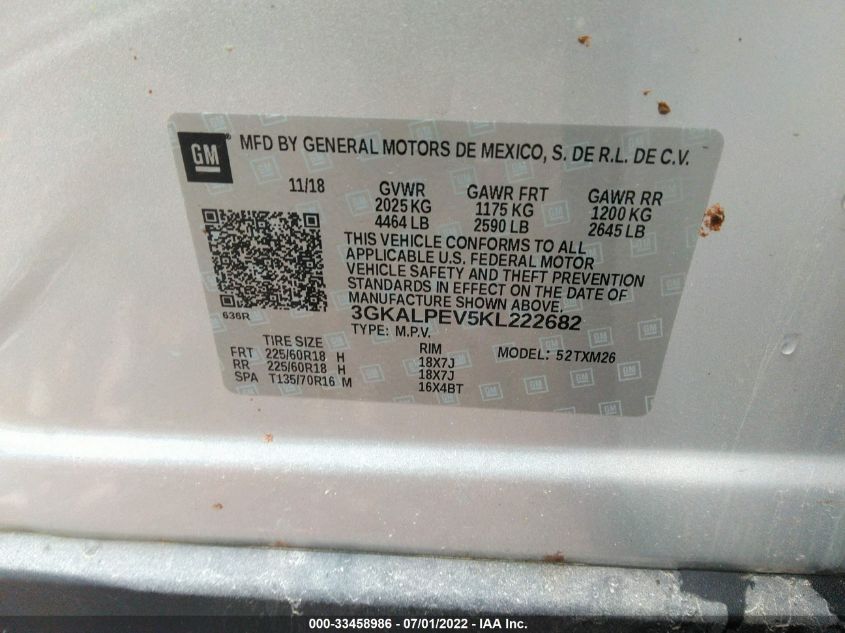 GM
MFD BY GENERAL MOTORS DE MEXICO, S. DE R.L. DE C.V.
11/18 GVWR GAWR FRT GAWR RR
2025 KG 1175 KG 1200 KG
4464 LB 2590 LB 2645 LB
THIS VEHICLE CONFORMS TO ALL
APPLICABLE U.S. FEDERAL MOTOR
VEHICLE SAFETY AND THEFT PREVENTION
STANDARDS IN EFFECT ON THE DATE OF
MANUFACTURE SHOWN ABOVE.
636R
3GKALPEV5KL222682
TYPE: M.P.V.
TIRE SIZE RIM MODEL: 52TXM26
FRT 225/60R18 H 18X7J
RR 225/60R18 H 18X7J
SPA T135/70R16 M 16X4BT
000-33458986 - 07/01/2022 - IAA Inc.